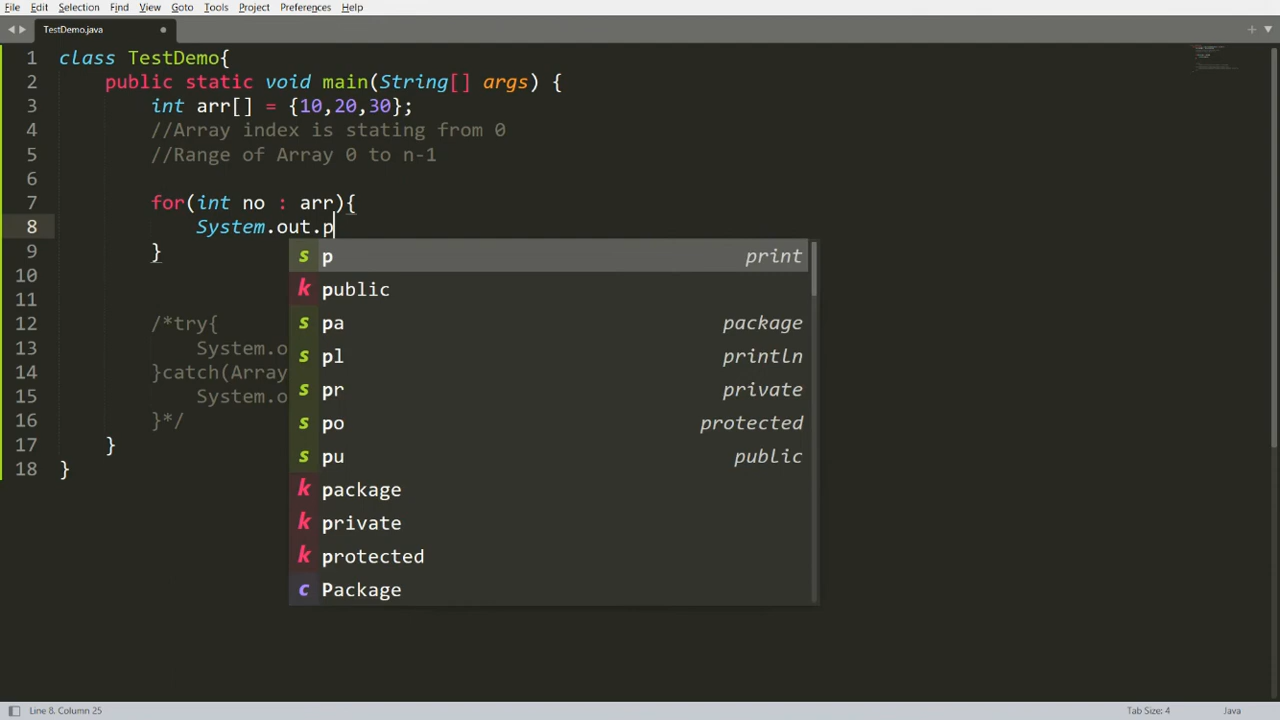 File Edit Selection Find View Goto Tools Project Preferences Help
TestDemo.java
1 class TestDemo{
2 public static void main(String[] args) {
3 int arr[] = {10,20,30};
4 //Array index is stating from 0
5 //Range of Array 0 to n-1
6
7 for(int no : arr){
8 System.out.p
9 }
10
11
12 /*try{
13 System.o
14 }catch(Array
15 System.o
16 }*/
17 }
18 }
s p print
k public
s pa package
s pl println
s pr private
s po protected
s pu public
k package
k private
k protected
c Package
Line 8, Column 25 Tab Size: 4 Java